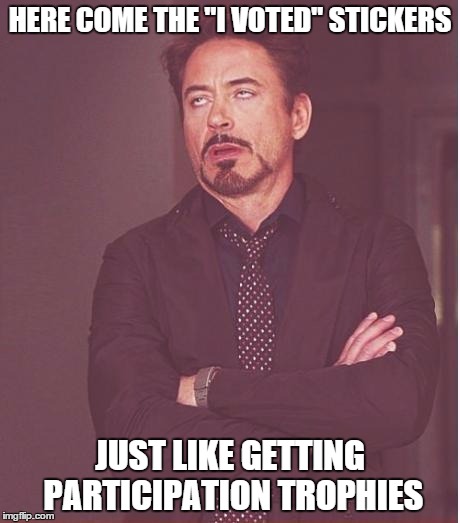 HERE COME THE "I VOTED" STICKERS
JUST LIKE GETTING
PARTICIPATION TROPHIES
imgflip.com